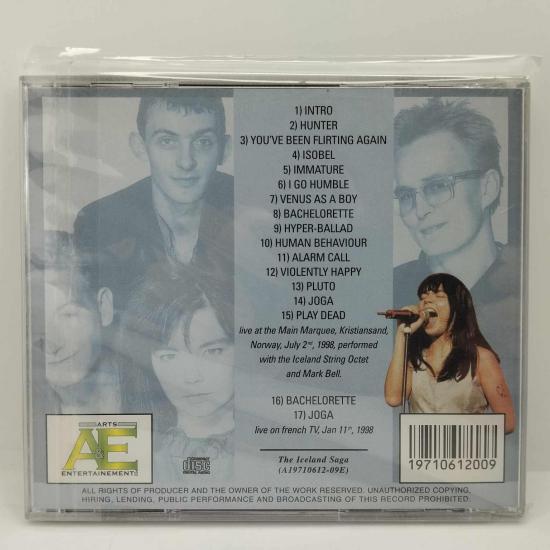 1) INTRO
2) HUNTER
3) YOU'VE BEEN FLIRTING AGAIN
4) ISOBEL
5) IMMATURE
6) I GO HUMBLE
7) VENUS AS A BOY
8) BACHELORETTE
9) HYPER-BALLAD
10) HUMAN BEHAVIOUR
11) ALARM CALL
12) VIOLENTLY HAPPY
13) PLUTO
14) JOGA
15) PLAY DEAD
live at the Main Marquee, Kristiansand,
Norway, July 2nd, 1998, performed
with the Iceland String Octet
and Mark Bell.
16) BACHELORETTE
17) JOGA
live on french TV, Jan 11th, 1998
ARTS
A&E
ENTERTAINEMENT
COMPACT
disc
DIGITAL AUDIO
The Iceland Saga
(A19710612-09E)
19710612009
ALL RIGHTS OF PRODUCER AND THE OWNER OF THE WORK RESERVED. UNAUTHORIZED COPYING,
HIRING, LENDING, PUBLIC PERFORMANCE AND BROADCASTING OF THIS RECORD PROHIBITED.